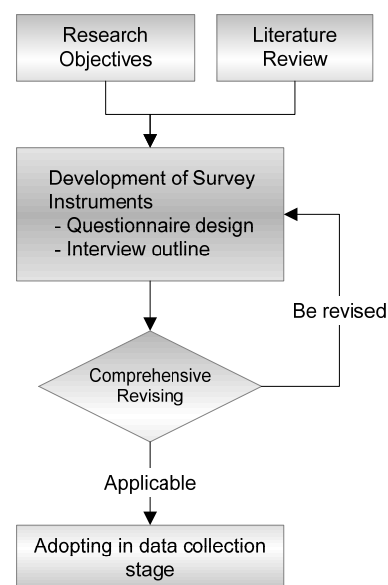 Research
Objectives
Literature
Review
Development of Survey
Instruments
- Questionnaire design
- Interview outline
Be revised
Comprehensive
Revising
Applicable
Adopting in data collection
stage